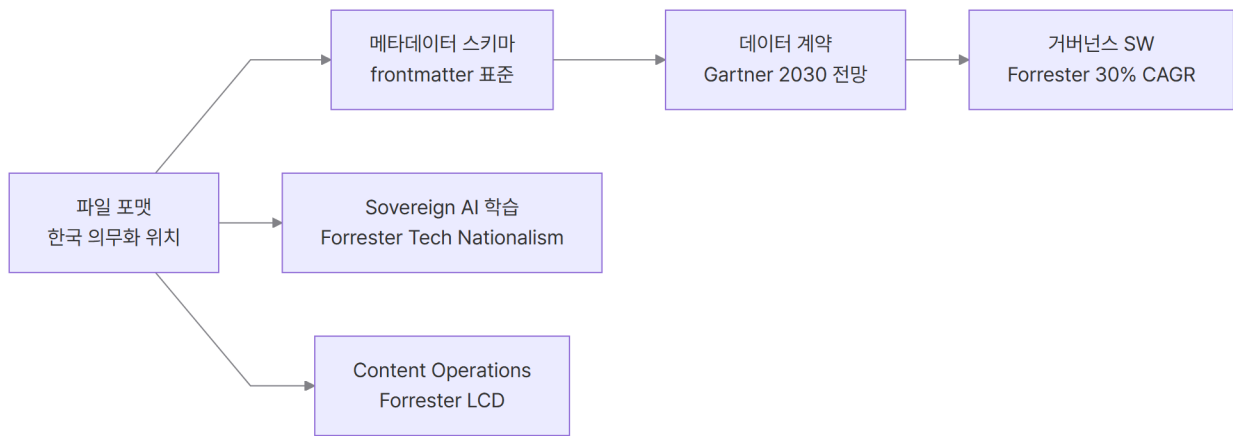 메타데이터 스키마
frontmatter 표준
데이터 계약
Gartner 2030 전망
거버넌스 SW
Forrester 30% CAGR
파일 포맷
한국 의무화 위치
Sovereign AI 학습
Forrester Tech Nationalism
Content Operations
Forrester LCD